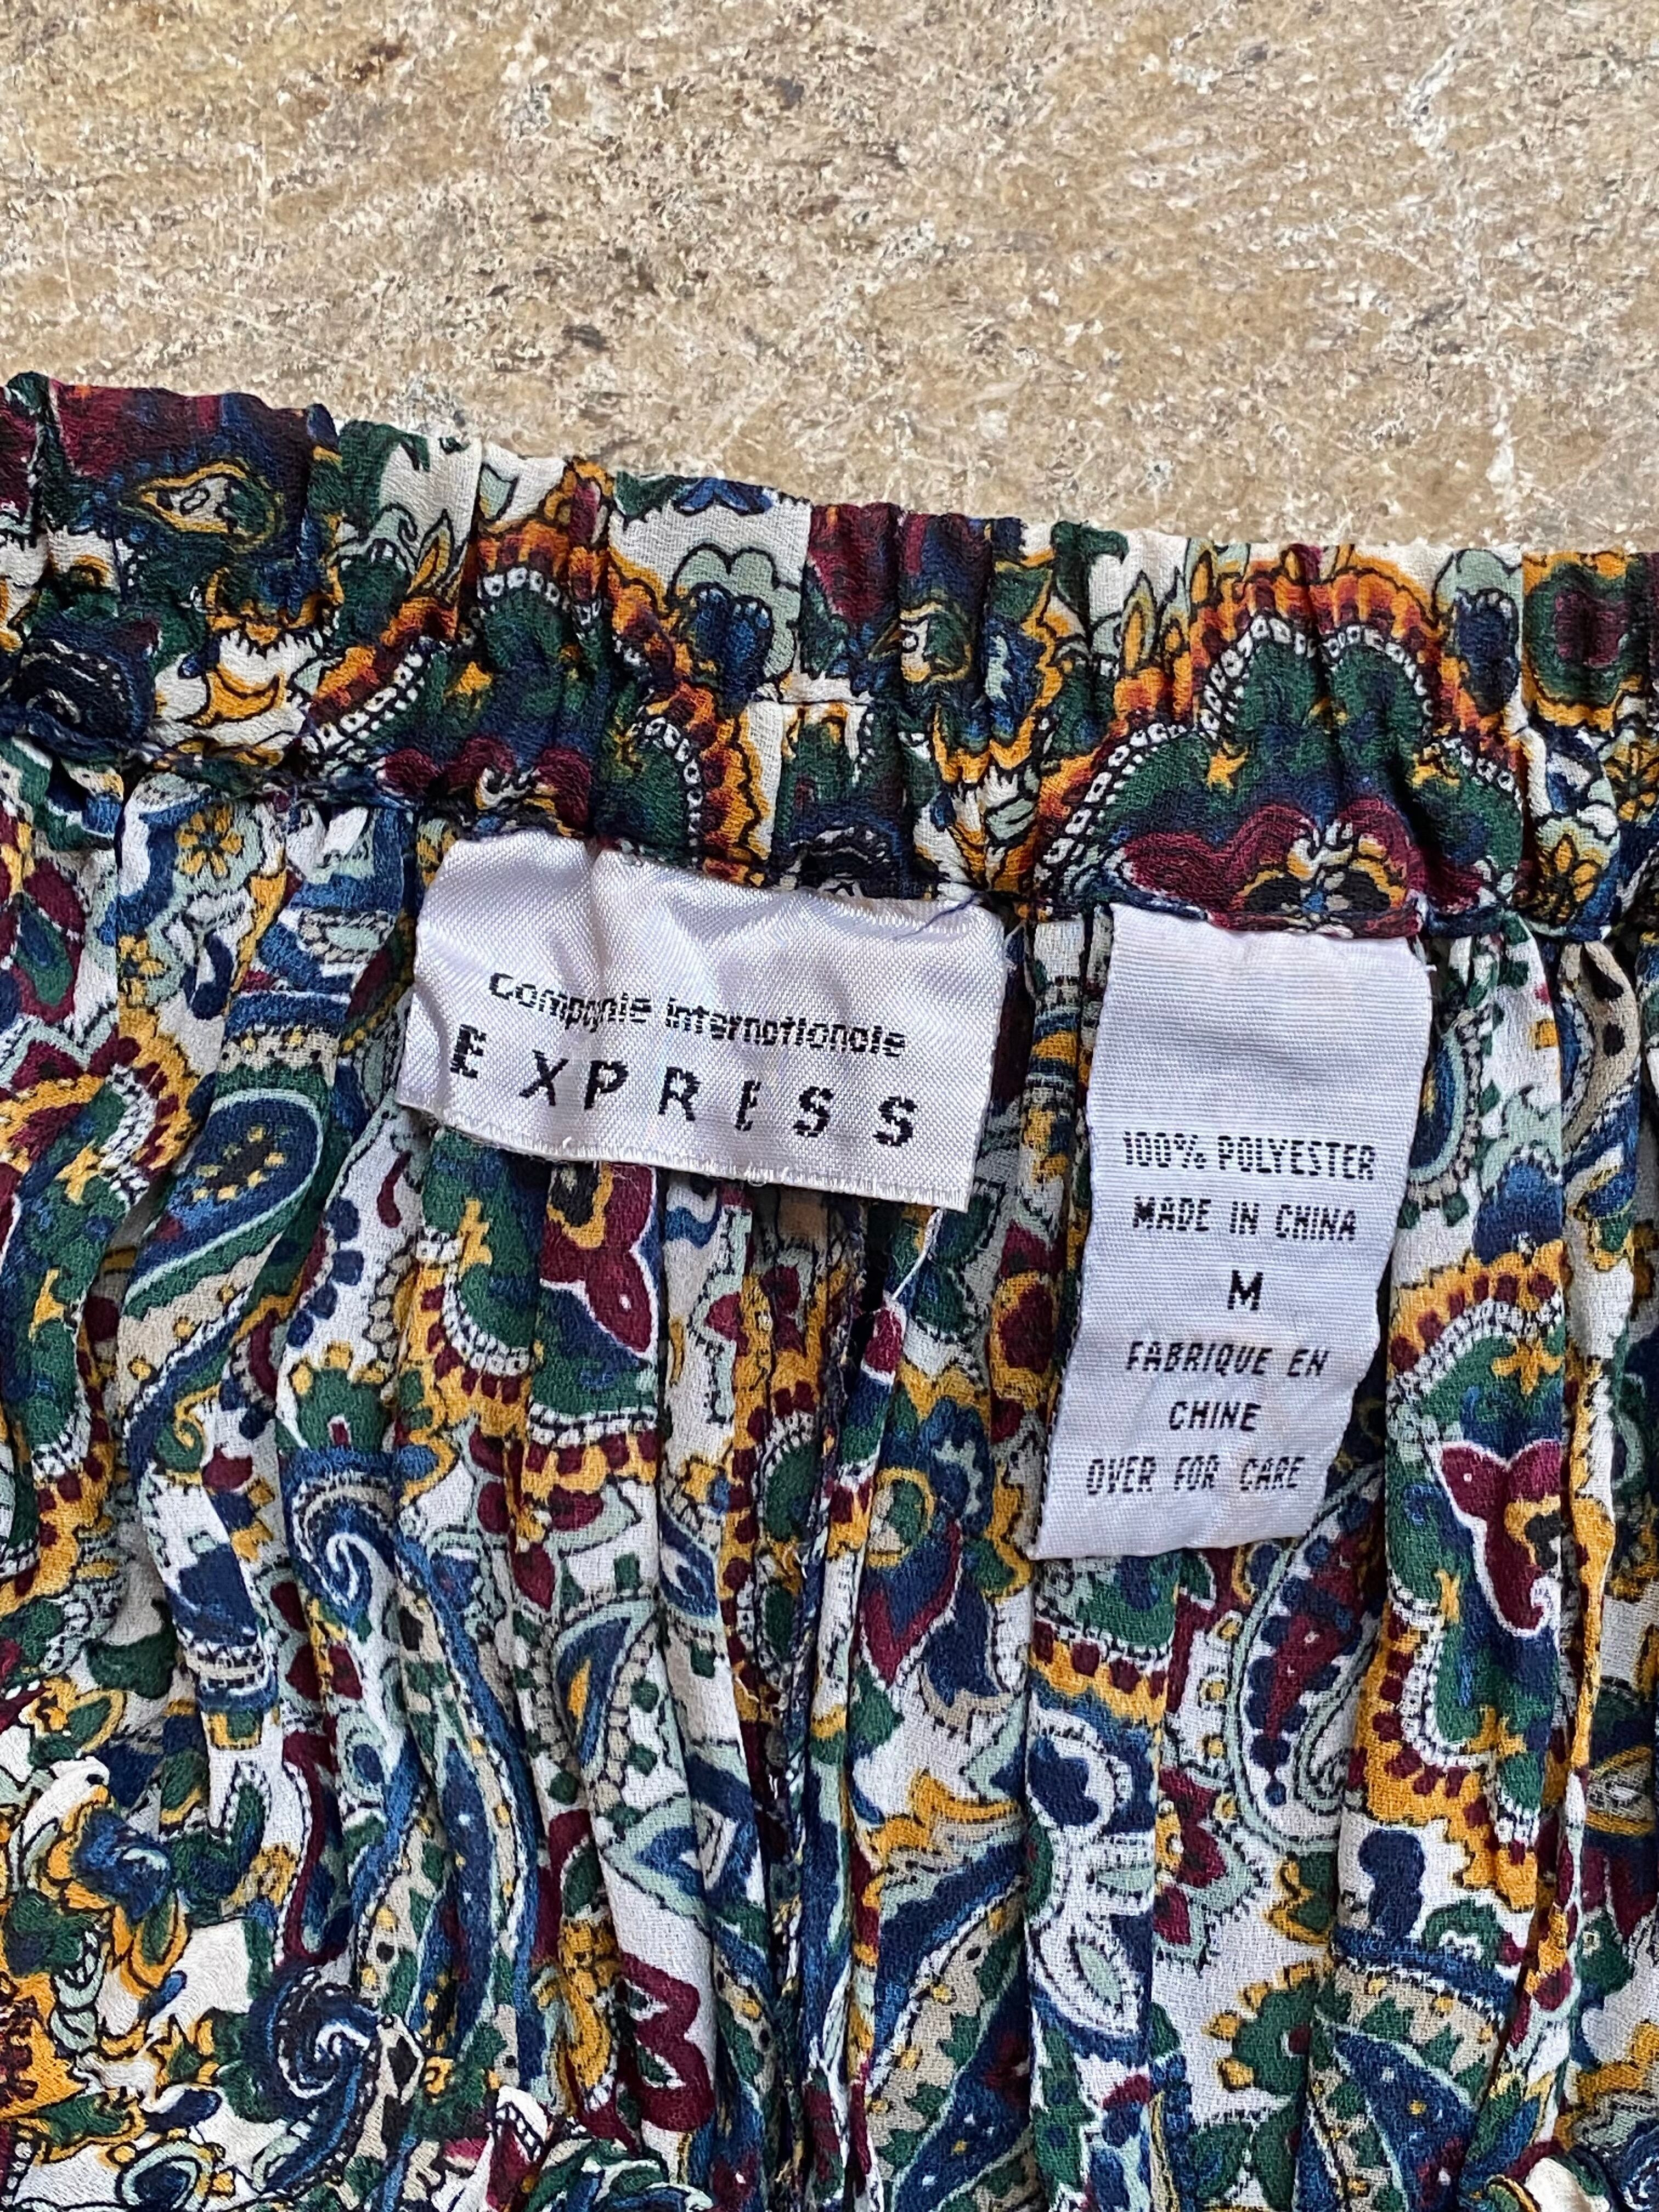 compagnie internationale
EXPRESS
100% POLYESTER
MADE IN CHINA
M
FABRIQUE EN
CHINE
OVER FOR CARE